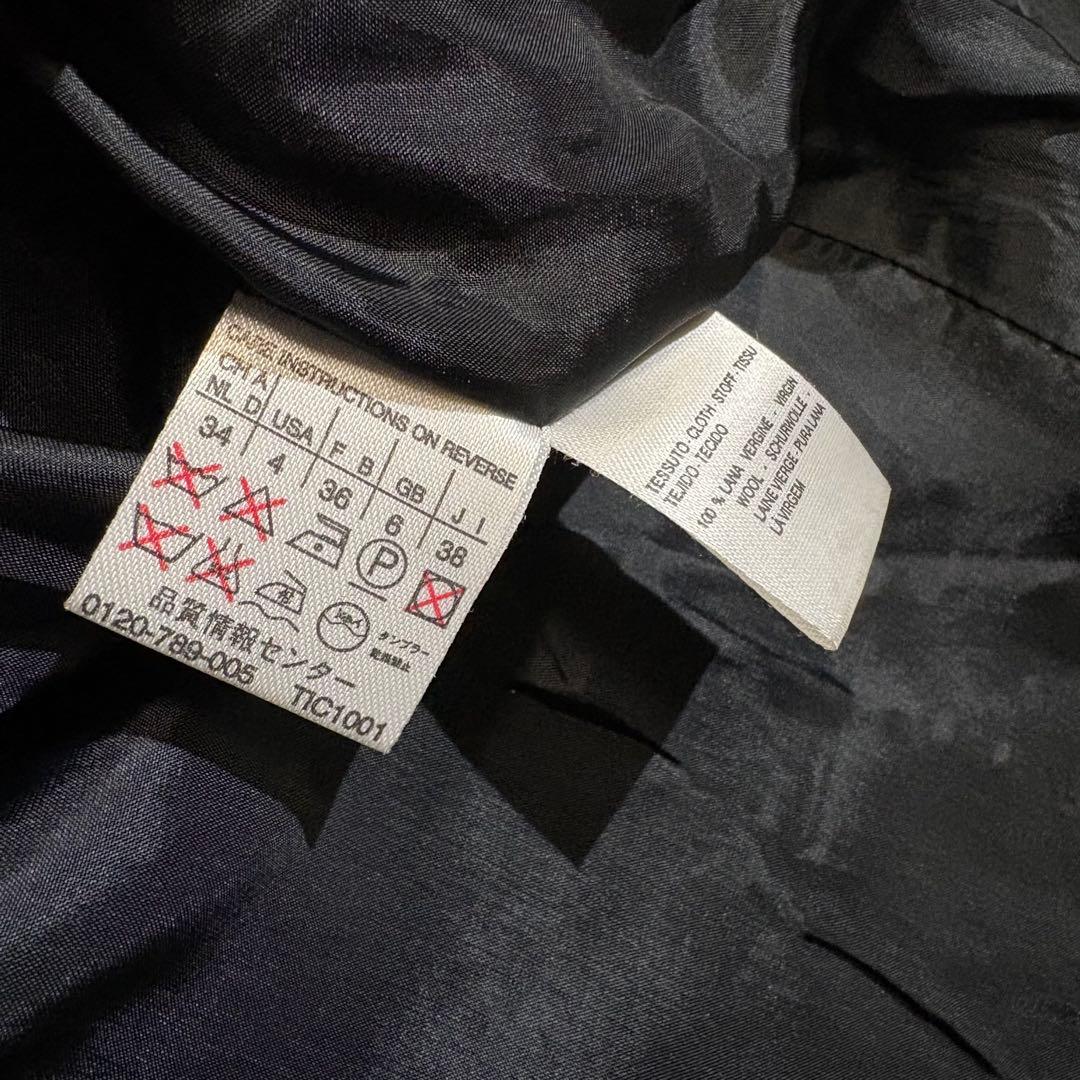 CARE INSTRUCTIONS ON REVERSE
CH A
NL D USA F B GB J I
34 4 36 6 38
P
タンブラー
乾燥禁止
品質情報センター
0120-789-005 TIC1001
TESSUTO-CLOTH STOFF-TISSU
TEJIDO-TECIDO
100 % LANA VERGINE - VIRGIN
WOOL - SCHURWOLLE -
LAINE VIERGE PURA LANA
LÃ VIRGEM